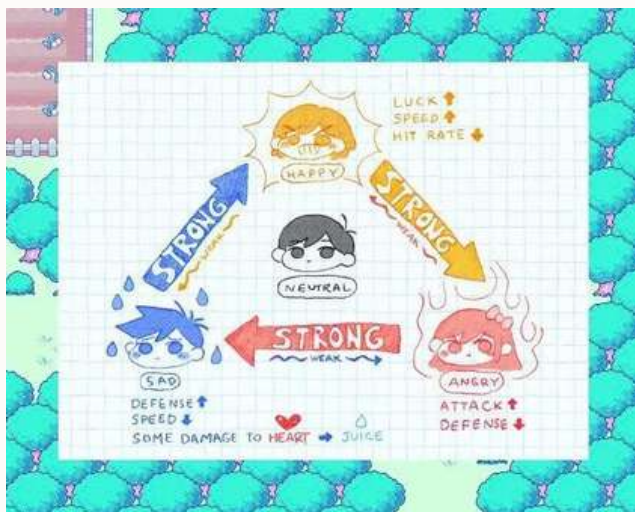 LUCK ↑
SPEED ↑
HIT RATE ↓
HAPPY
STRONG
WEAK
STRONG
WEAK
NEUTRAL
STRONG
WEAK
SAD
DEFENSE ↑
SPEED ↓
SOME DAMAGE TO HEART → JUICE
ANGRY
ATTACK ↑
DEFENSE ↓